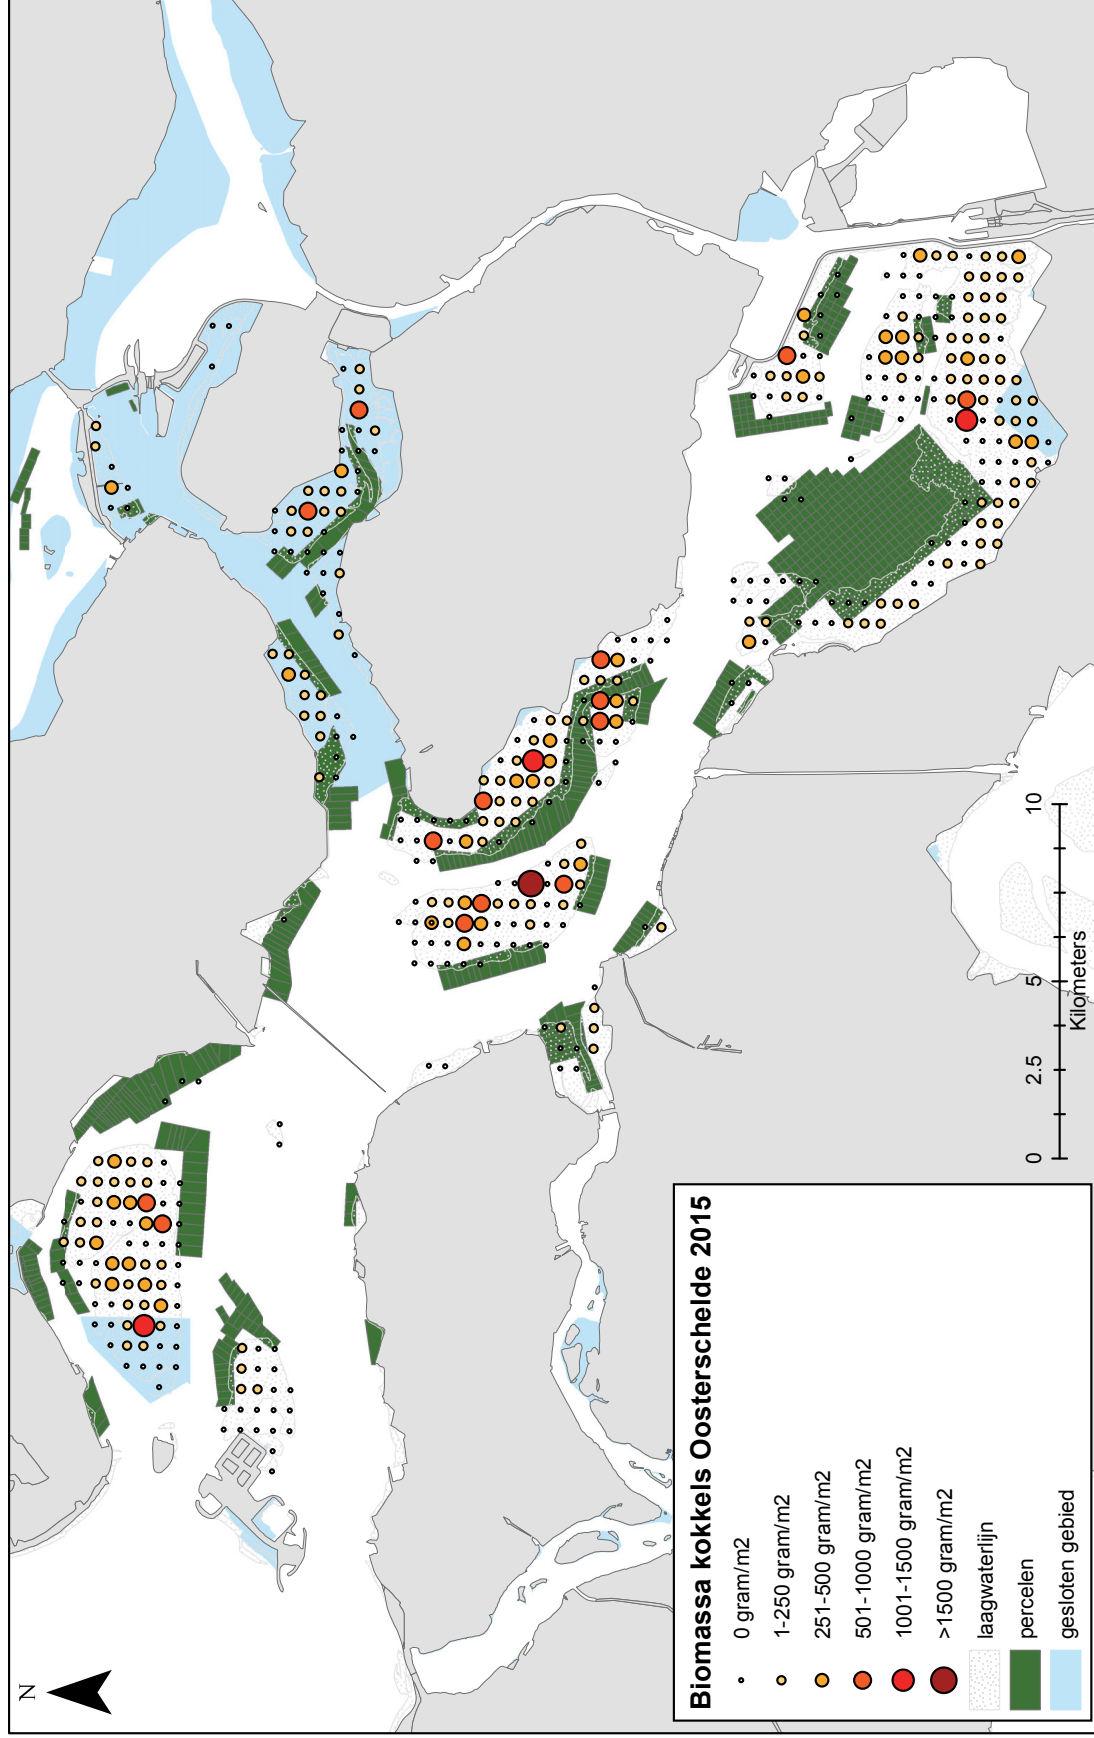 N
Biomassa kokkels Oosterschelde 2015
0 gram/m2
1-250 gram/m2
251-500 gram/m2
501-1000 gram/m2
1001-1500 gram/m2
>1500 gram/m2
laagwaterlijn
percelen
gesloten gebied
0 2.5 5 10
Kilometers